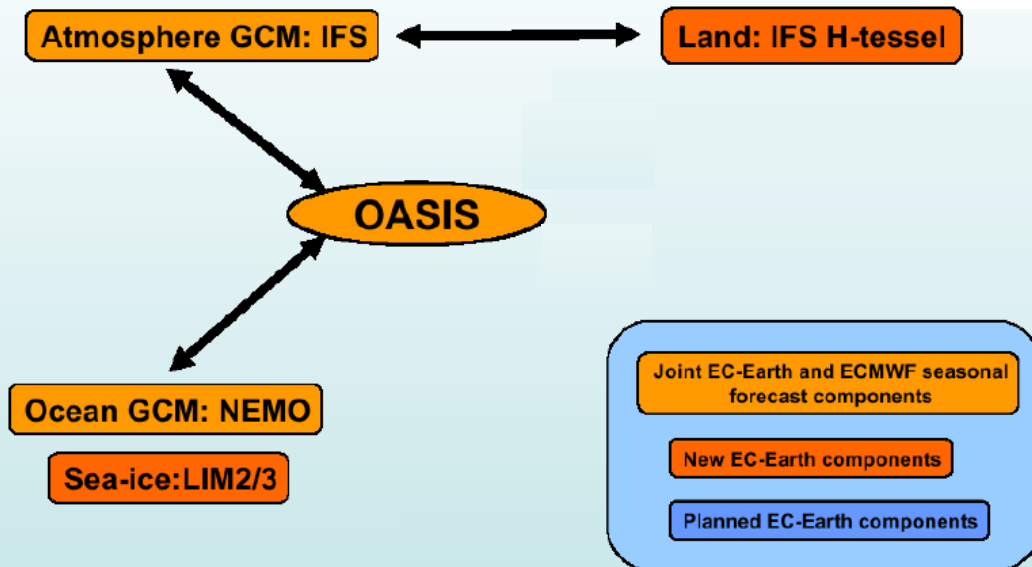 Atmosphere GCM: IFS
Land: IFS H-tessel
OASIS
Ocean GCM: NEMO
Sea-ice:LIM2/3
Joint EC-Earth and ECMWF seasonal
forecast components
New EC-Earth components
Planned EC-Earth components